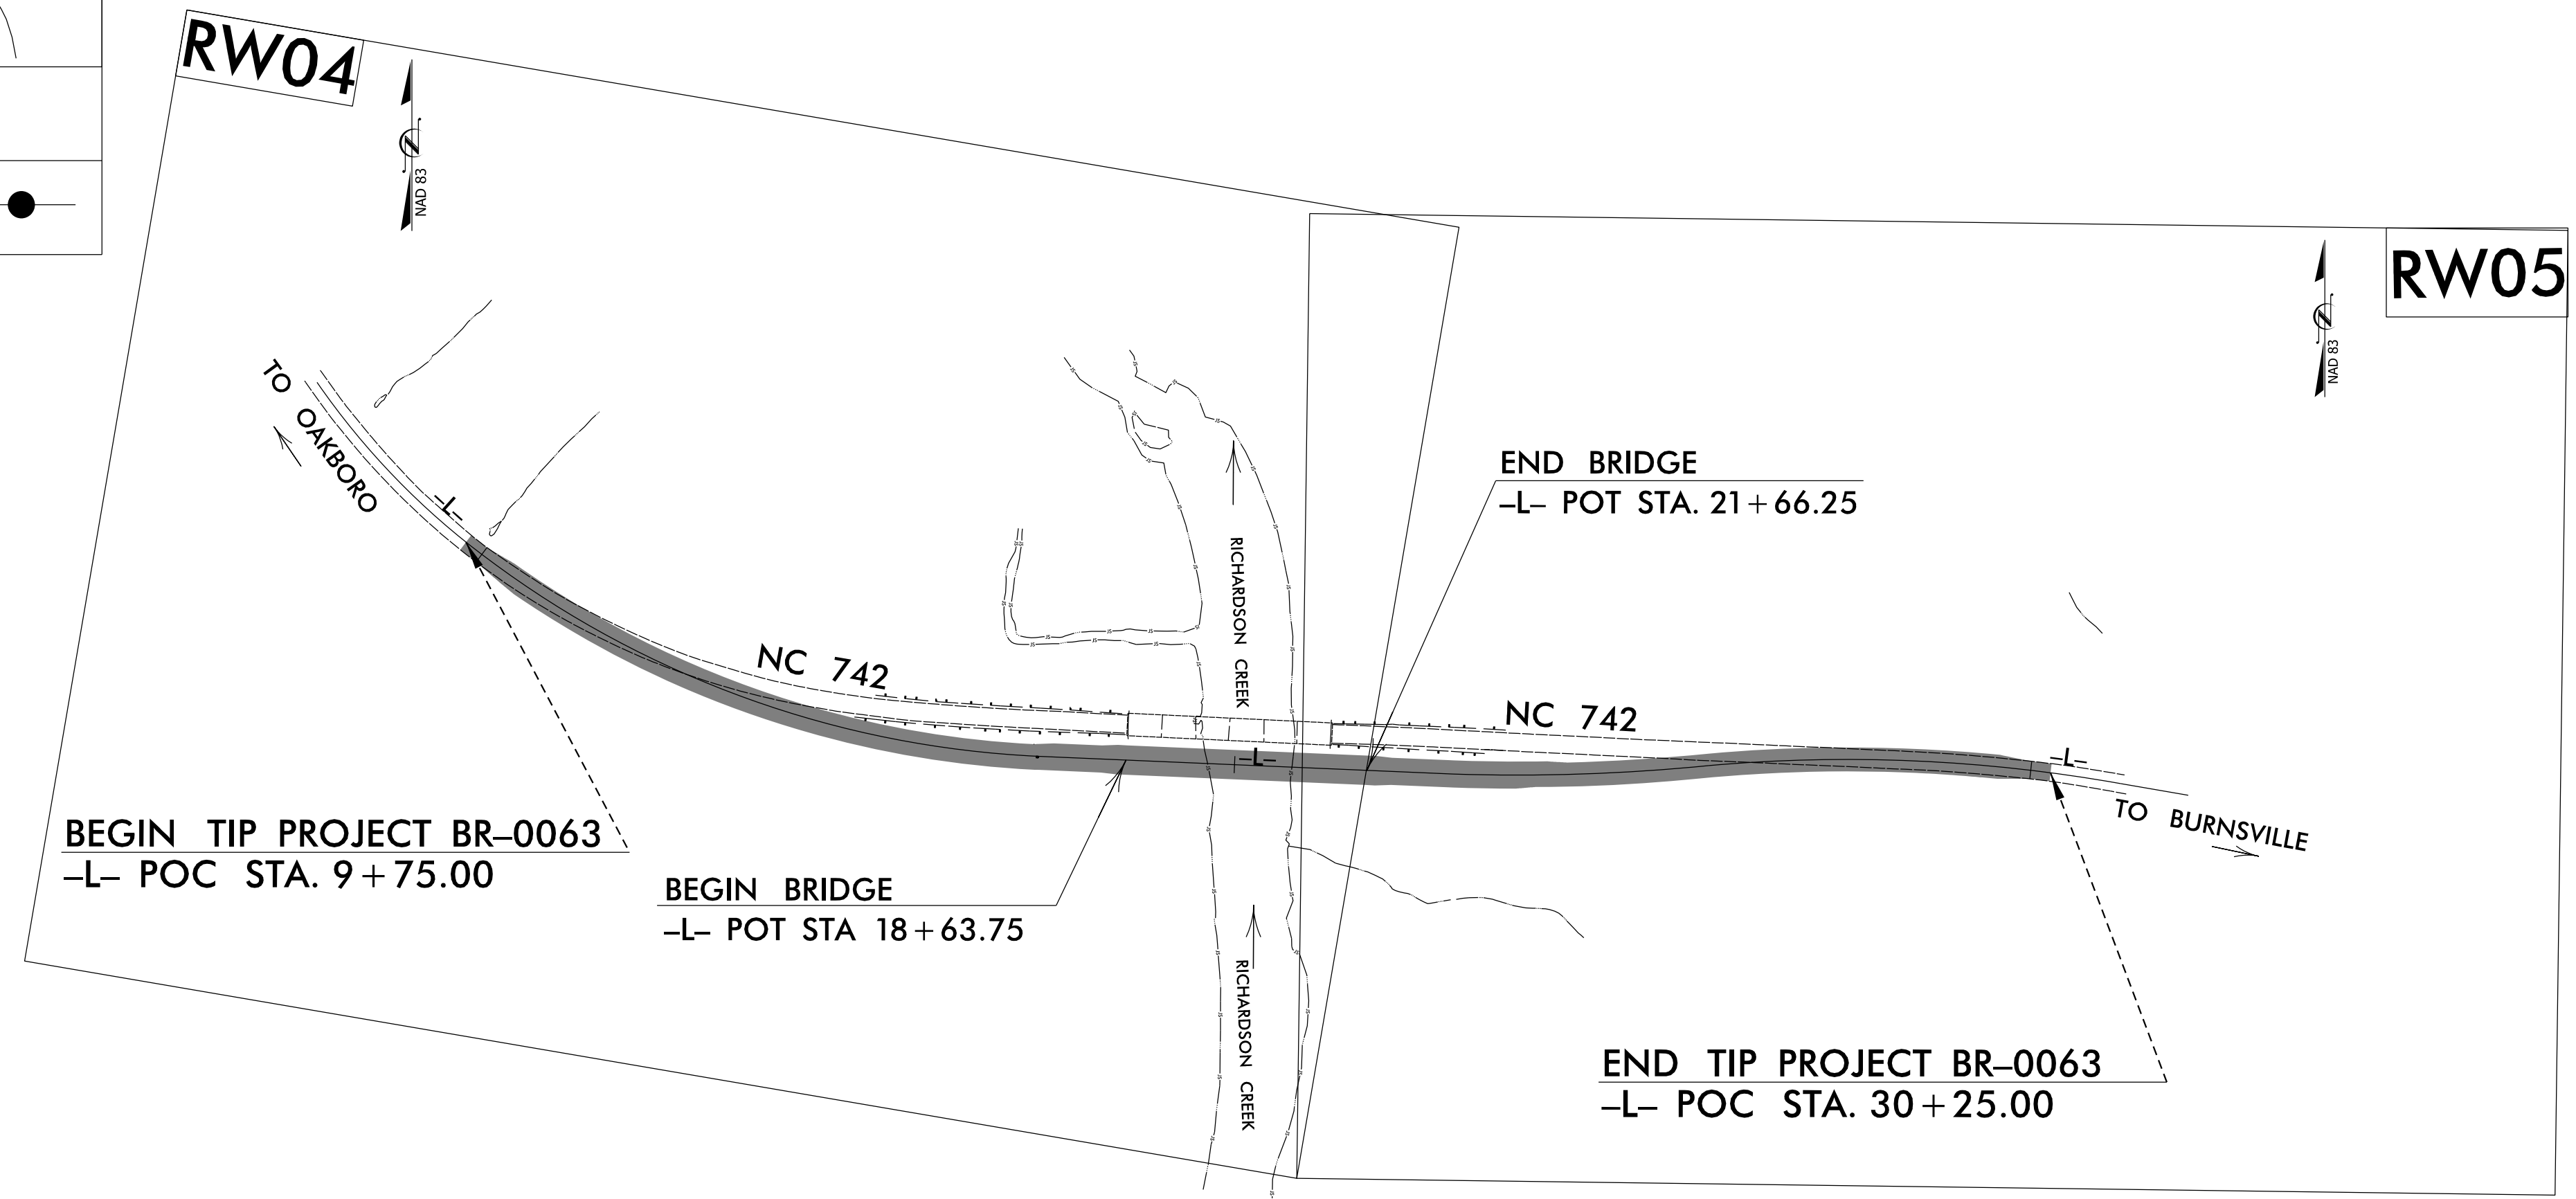 RW04
NAD 83
RW05
NAD 83
TO OAKBORO
–L–
END BRIDGE
–L– POT STA. 21+66.25
RICHARDSON CREEK
NC 742
NC 742
–L–
–L–
TO BURNSVILLE
BEGIN TIP PROJECT BR–0063
–L– POC STA. 9+75.00
BEGIN BRIDGE
–L– POT STA 18+63.75
RICHARDSON CREEK
END TIP PROJECT BR–0063
–L– POC STA. 30+25.00